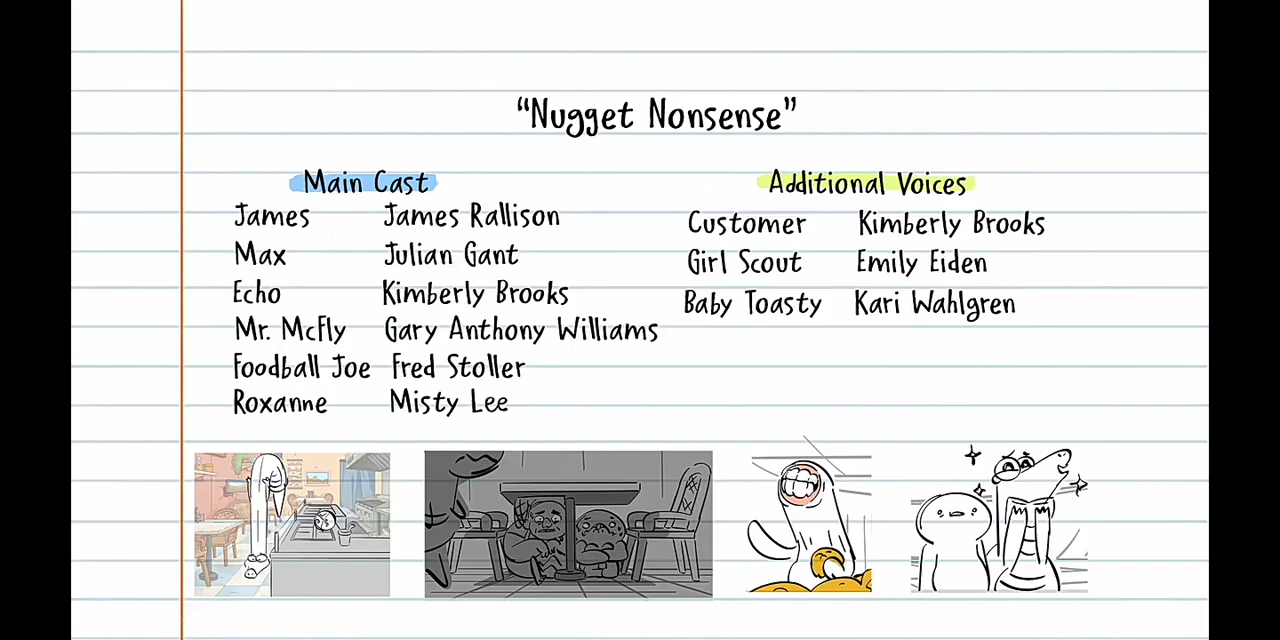 "Nugget Nonsense"
Main Cast
James James Rallison
Max Julian Gant
Echo Kimberly Brooks
Mr. McFly Gary Anthony Williams
Foodball Joe Fred Stoller
Roxanne Misty Lee
Additional Voices
Customer Kimberly Brooks
Girl Scout Emily Eiden
Baby Toasty Kari Wahlgren